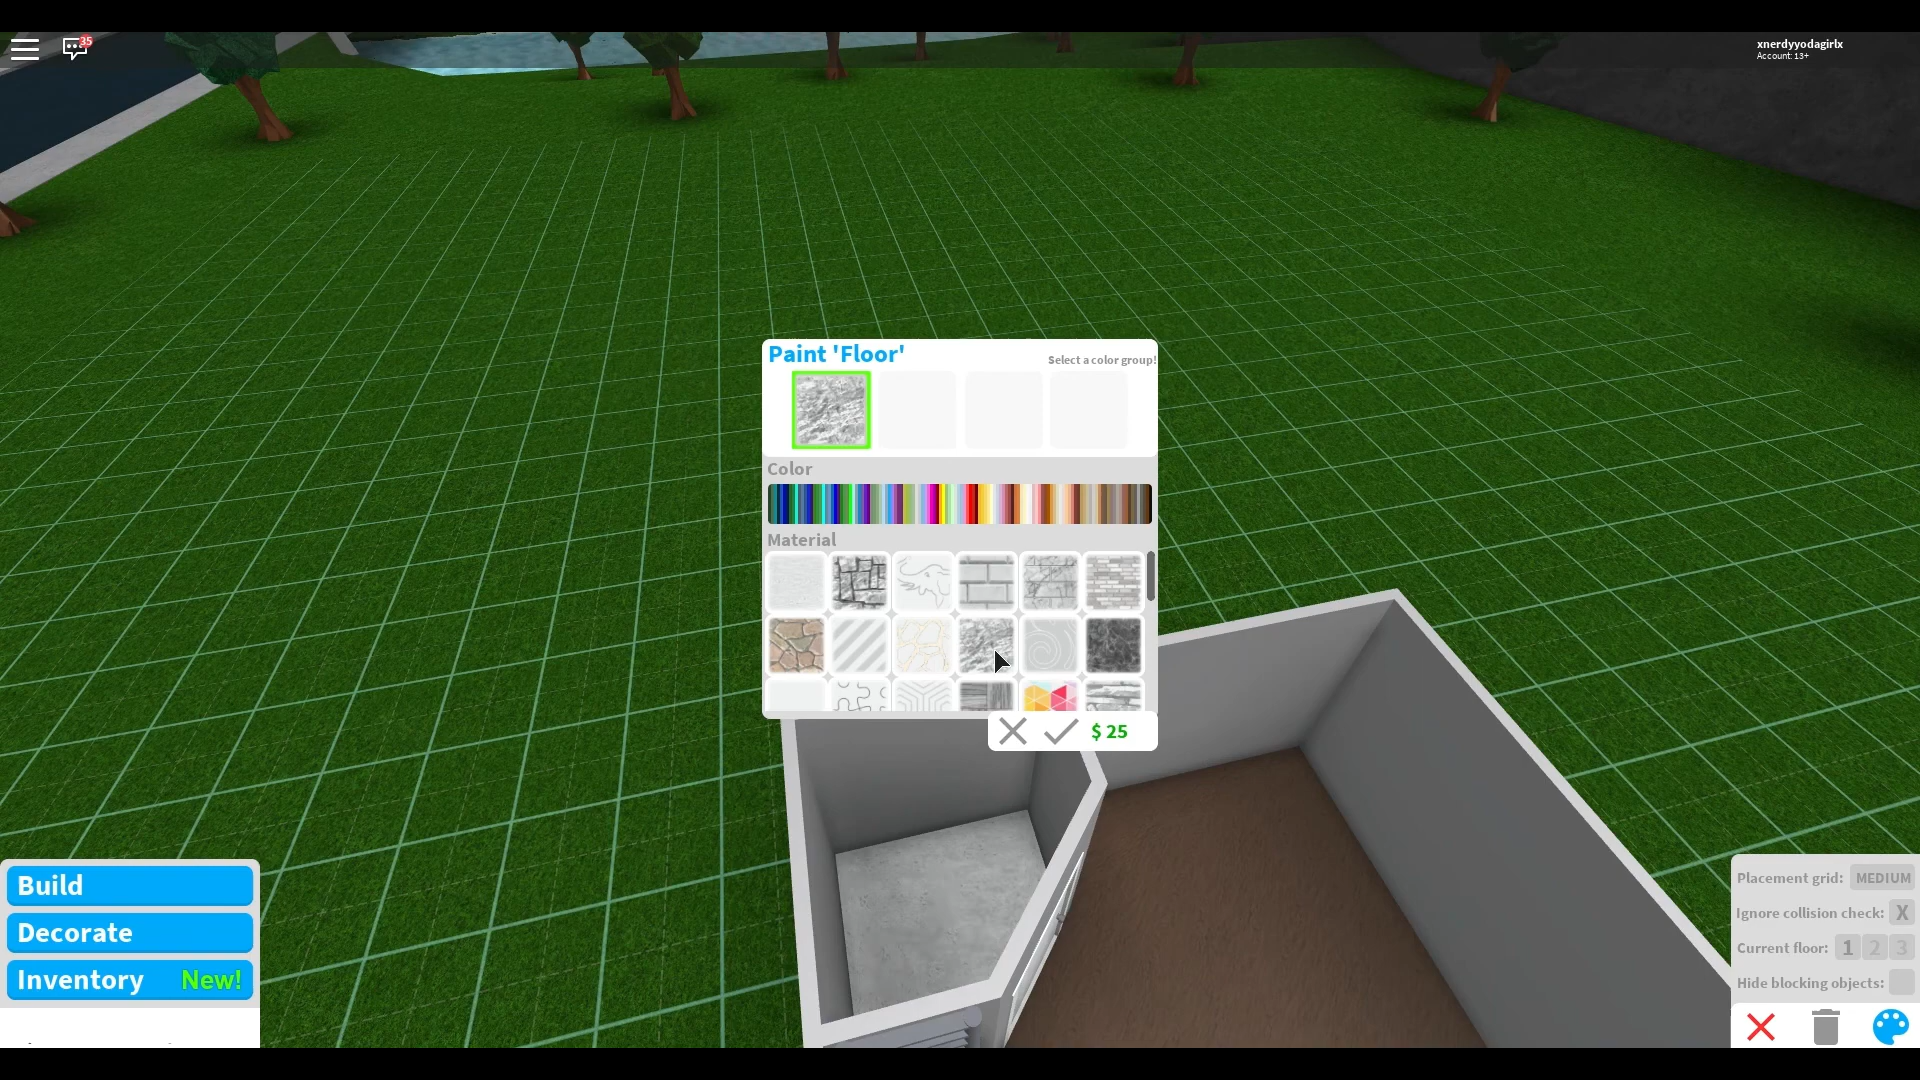 35
xnerdyyodagirlx
Account: 13+
Paint 'Floor'
Select a color group!
Color
Material
$ 25
Build
Decorate
Inventory New!
Placement grid: MEDIUM
Ignore collision check: X
Current floor: 1 2 3
Hide blocking objects: